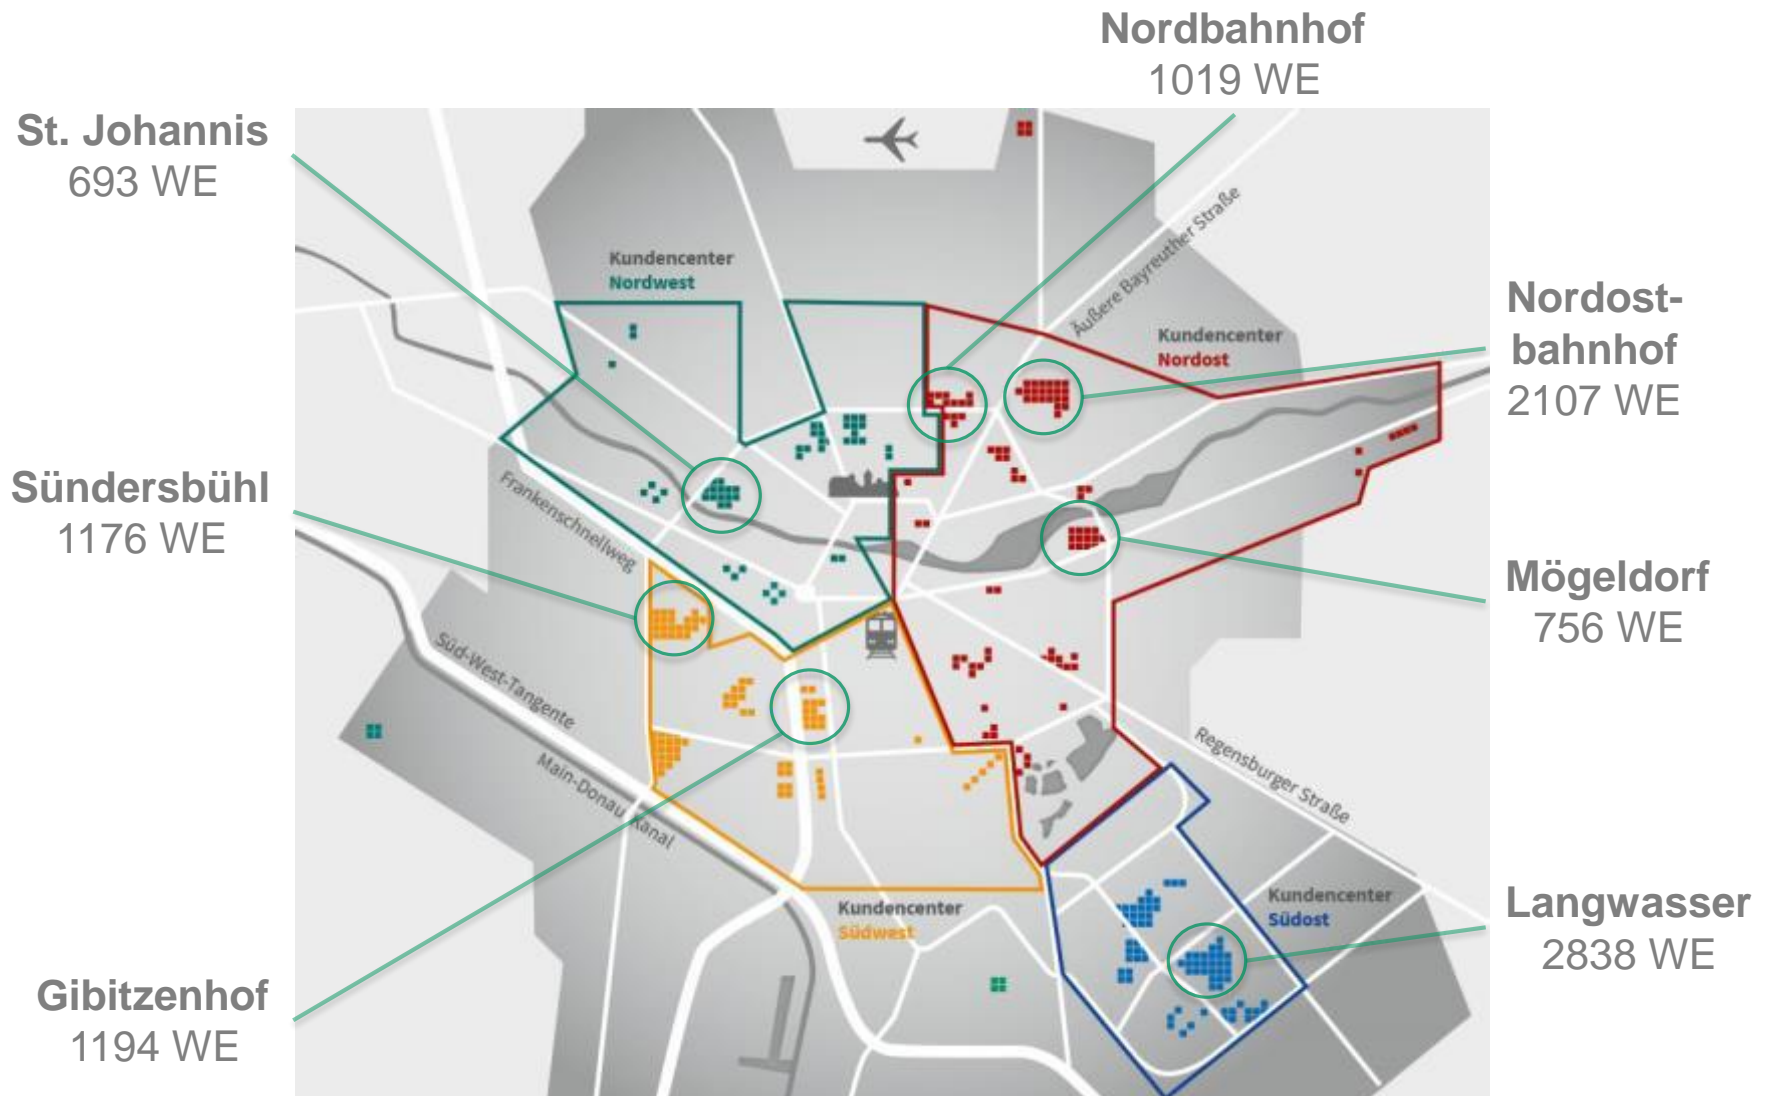 Nordbahnhof
1019 WE
St. Johannis
693 WE
Äußere Bayreuther Straße
Kundencenter
Nordwest
Nordost-
bahnhof
2107 WE
Kundencenter
Nordost
Sündersbühl
1176 WE
Frankenschnellweg
Mögeldorf
756 WE
Süd-West-Tangente
Main-Donau-Kanal
Regensburger Straße
Kundencenter
Südwest
Kundencenter
Südost
Langwasser
2838 WE
Gibitzenhof
1194 WE